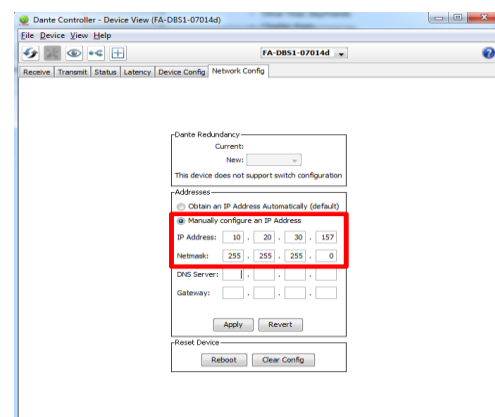 Dante Controller - Device View (FA-DBS1-07014d)
File Device View Help
FA-DBS1-07014d
Receive Transmit Status Latency Device Config Network Config
Dante Redundancy
Current:
New:
This device does not support switch configuration
Addresses
Obtain an IP Address Automatically (default)
Manually configure an IP Address
IP Address: 10 . 20 . 30 . 157
Netmask: 255 . 255 . 255 . 0
DNS Server: . . .
Gateway: . . .
Apply Revert
Reset Device
Reboot Clear Config